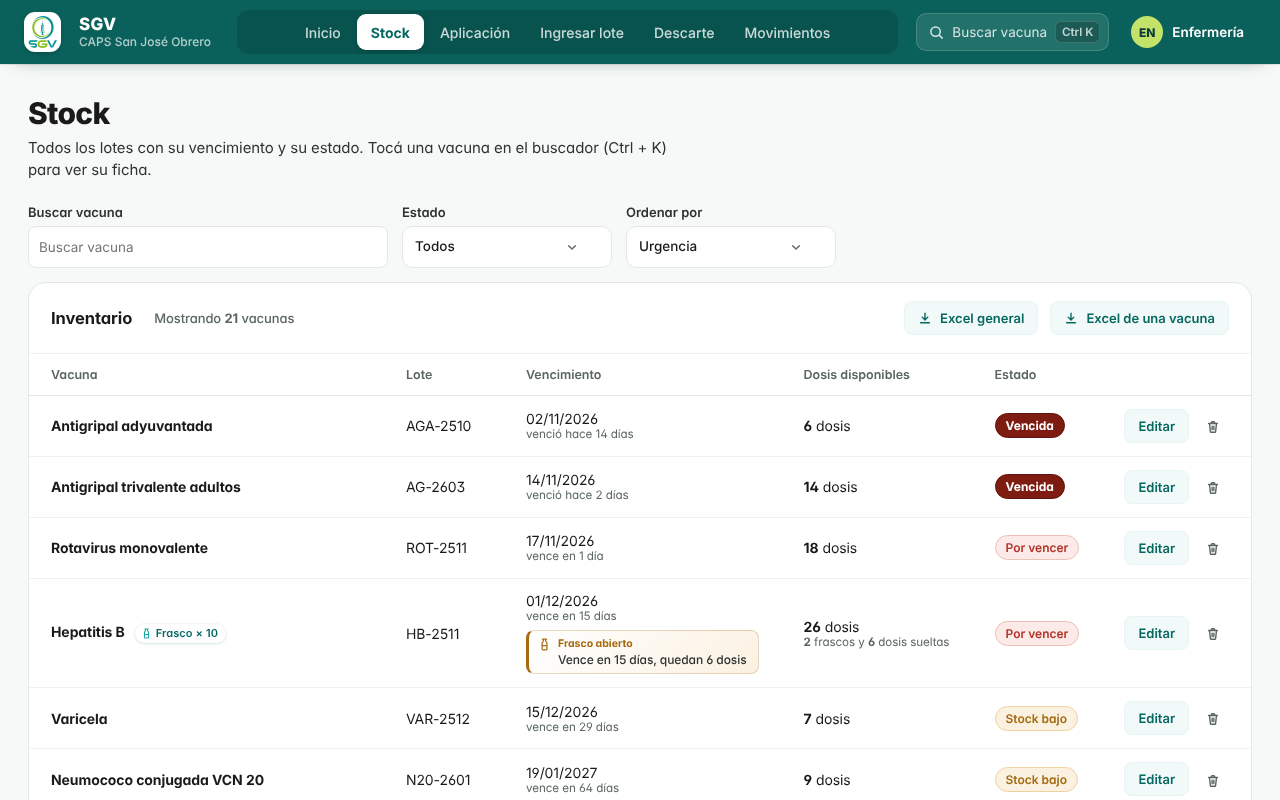 SGV
SGV
CAPS San José Obrero
Inicio
Stock
Aplicación
Ingresar lote
Descarte
Movimientos
Buscar vacuna
Ctrl K
EN
Enfermería
Stock
Todos los lotes con su vencimiento y su estado. Tocá una vacuna en el buscador (Ctrl + K)
para ver su ficha.
Buscar vacuna
Estado
Ordenar por
Buscar vacuna
Todos
Urgencia
Inventario
Mostrando 21 vacunas
Excel general
Excel de una vacuna
Vacuna
Lote
Vencimiento
Dosis disponibles
Estado
Antigripal adyuvantada
AGA-2510
02/11/2026
venció hace 14 días
6 dosis
Vencida
Editar
Antigripal trivalente adultos
AG-2603
14/11/2026
venció hace 2 días
14 dosis
Vencida
Editar
Rotavirus monovalente
ROT-2511
17/11/2026
vence en 1 día
18 dosis
Por vencer
Editar
Hepatitis B
Frasco × 10
HB-2511
01/12/2026
vence en 15 días
Frasco abierto
Vence en 15 días, quedan 6 dosis
26 dosis
2 frascos y 6 dosis sueltas
Por vencer
Editar
Varicela
VAR-2512
15/12/2026
vence en 29 días
7 dosis
Stock bajo
Editar
Neumococo conjugada VCN 20
N20-2601
19/01/2027
vence en 64 días
9 dosis
Stock bajo
Editar